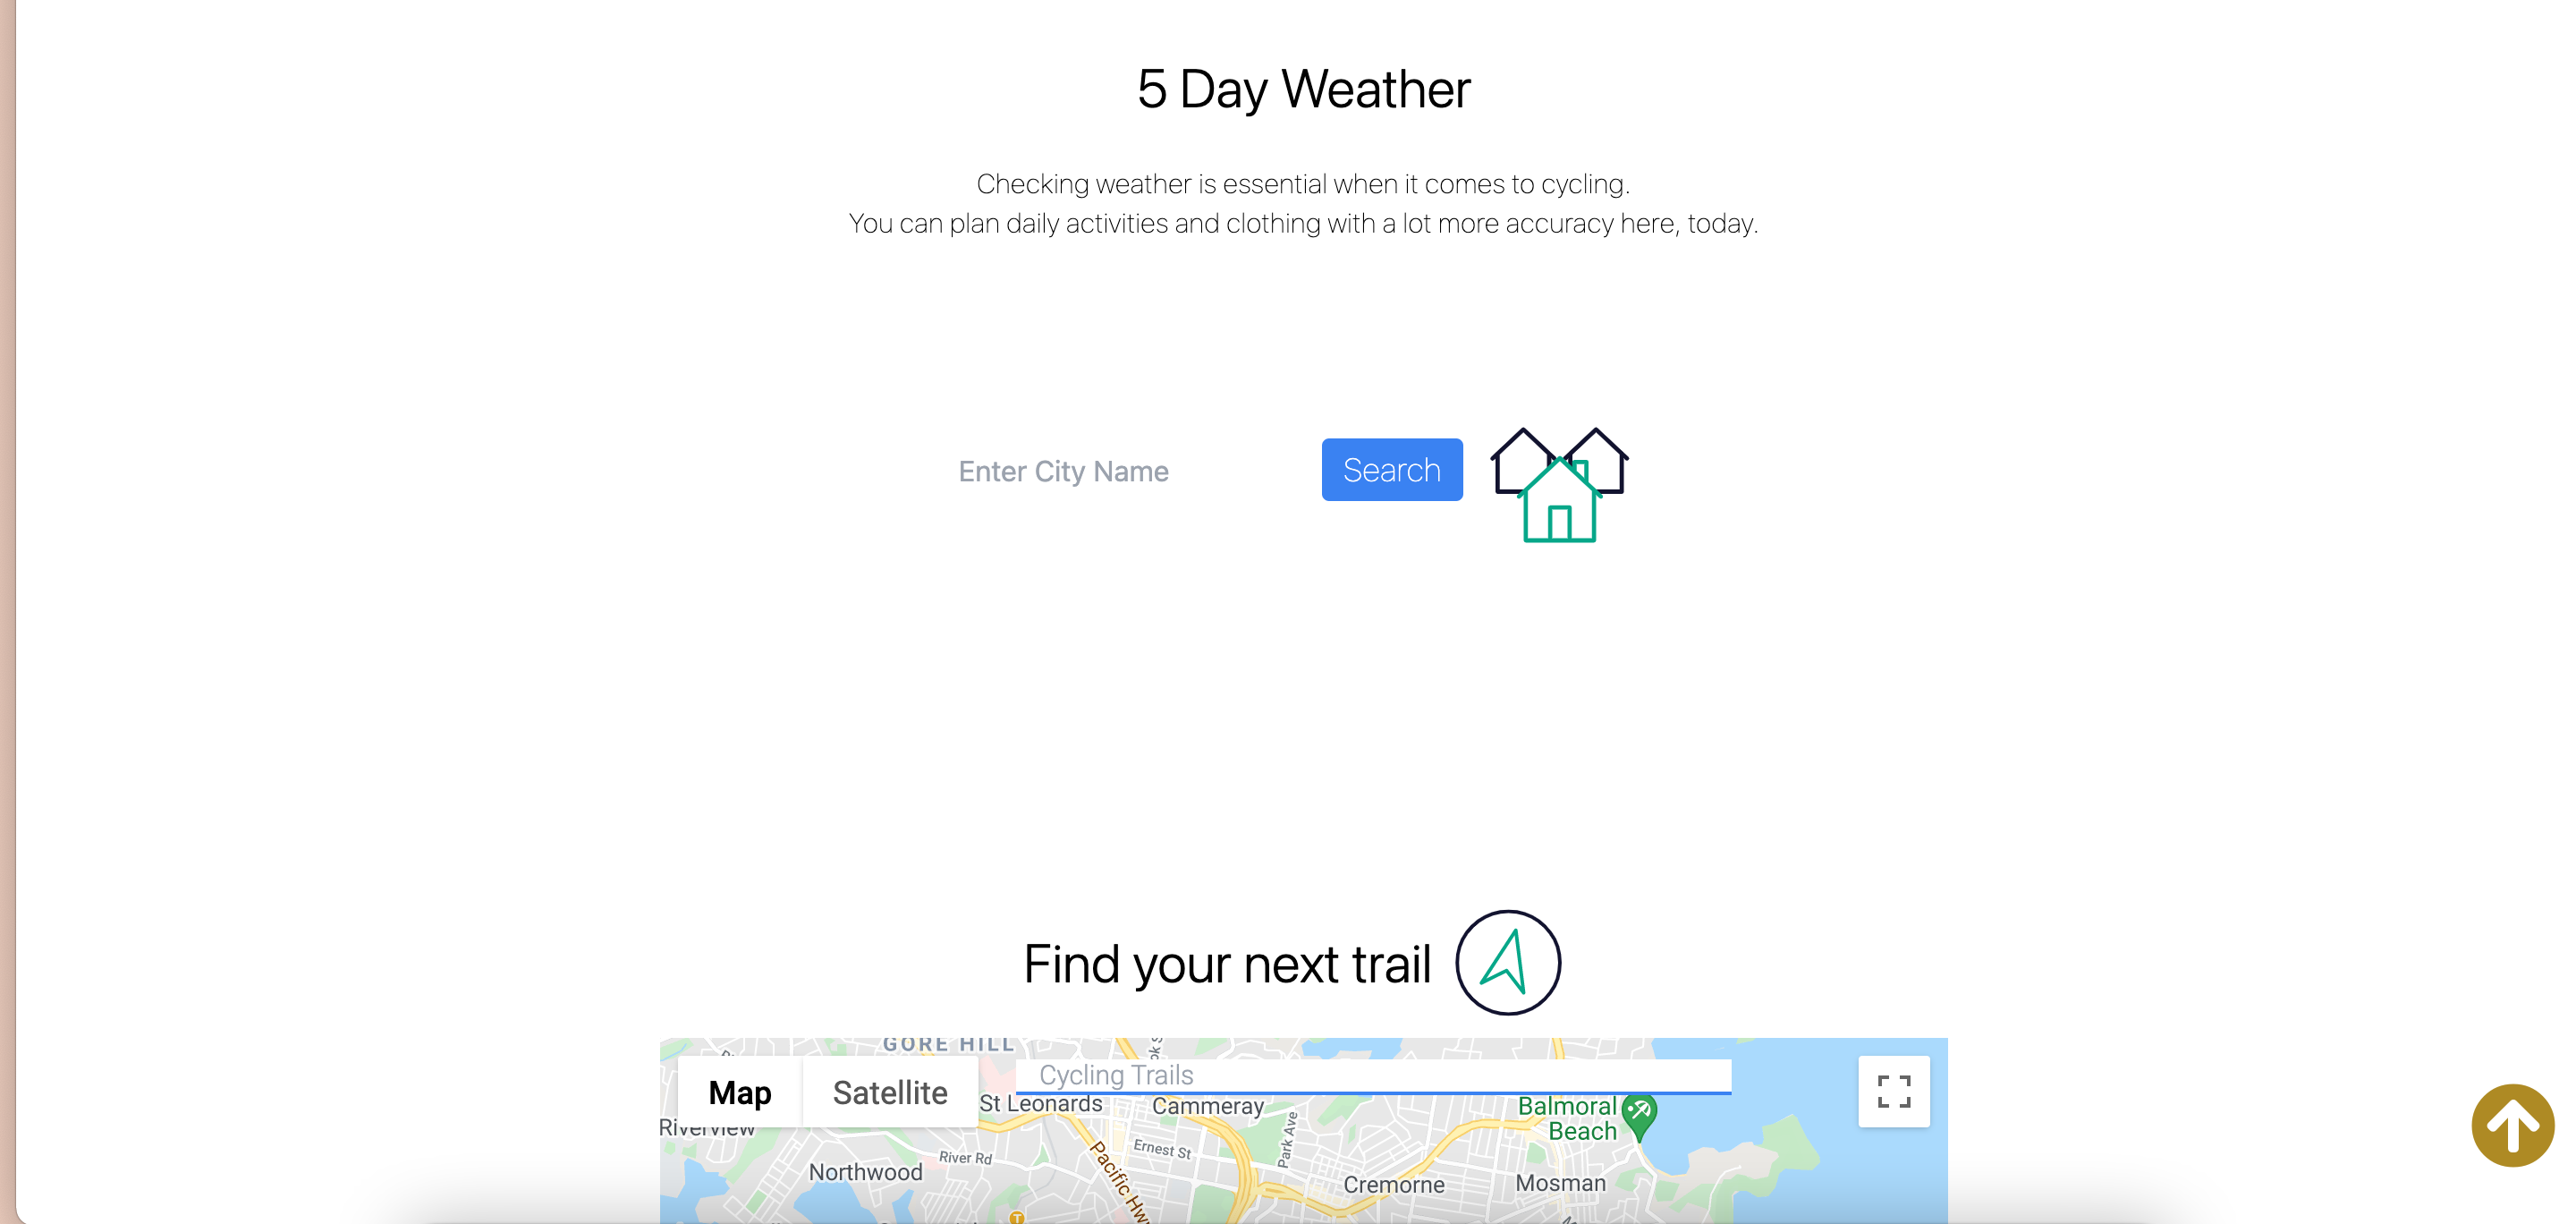 5 Day Weather
Checking weather is essential when it comes to cycling.
You can plan daily activities and clothing with a lot more accuracy here, today.
Enter City Name
Search
Find your next trail
GORE HILL
Map
Satellite
Cycling Trails
St Leonards
Cammeray
Balmoral
Beach
Riverview
Park Ave
Ernest St
River Rd
Pacific Hwy
Northwood
Cremorne
Mosman